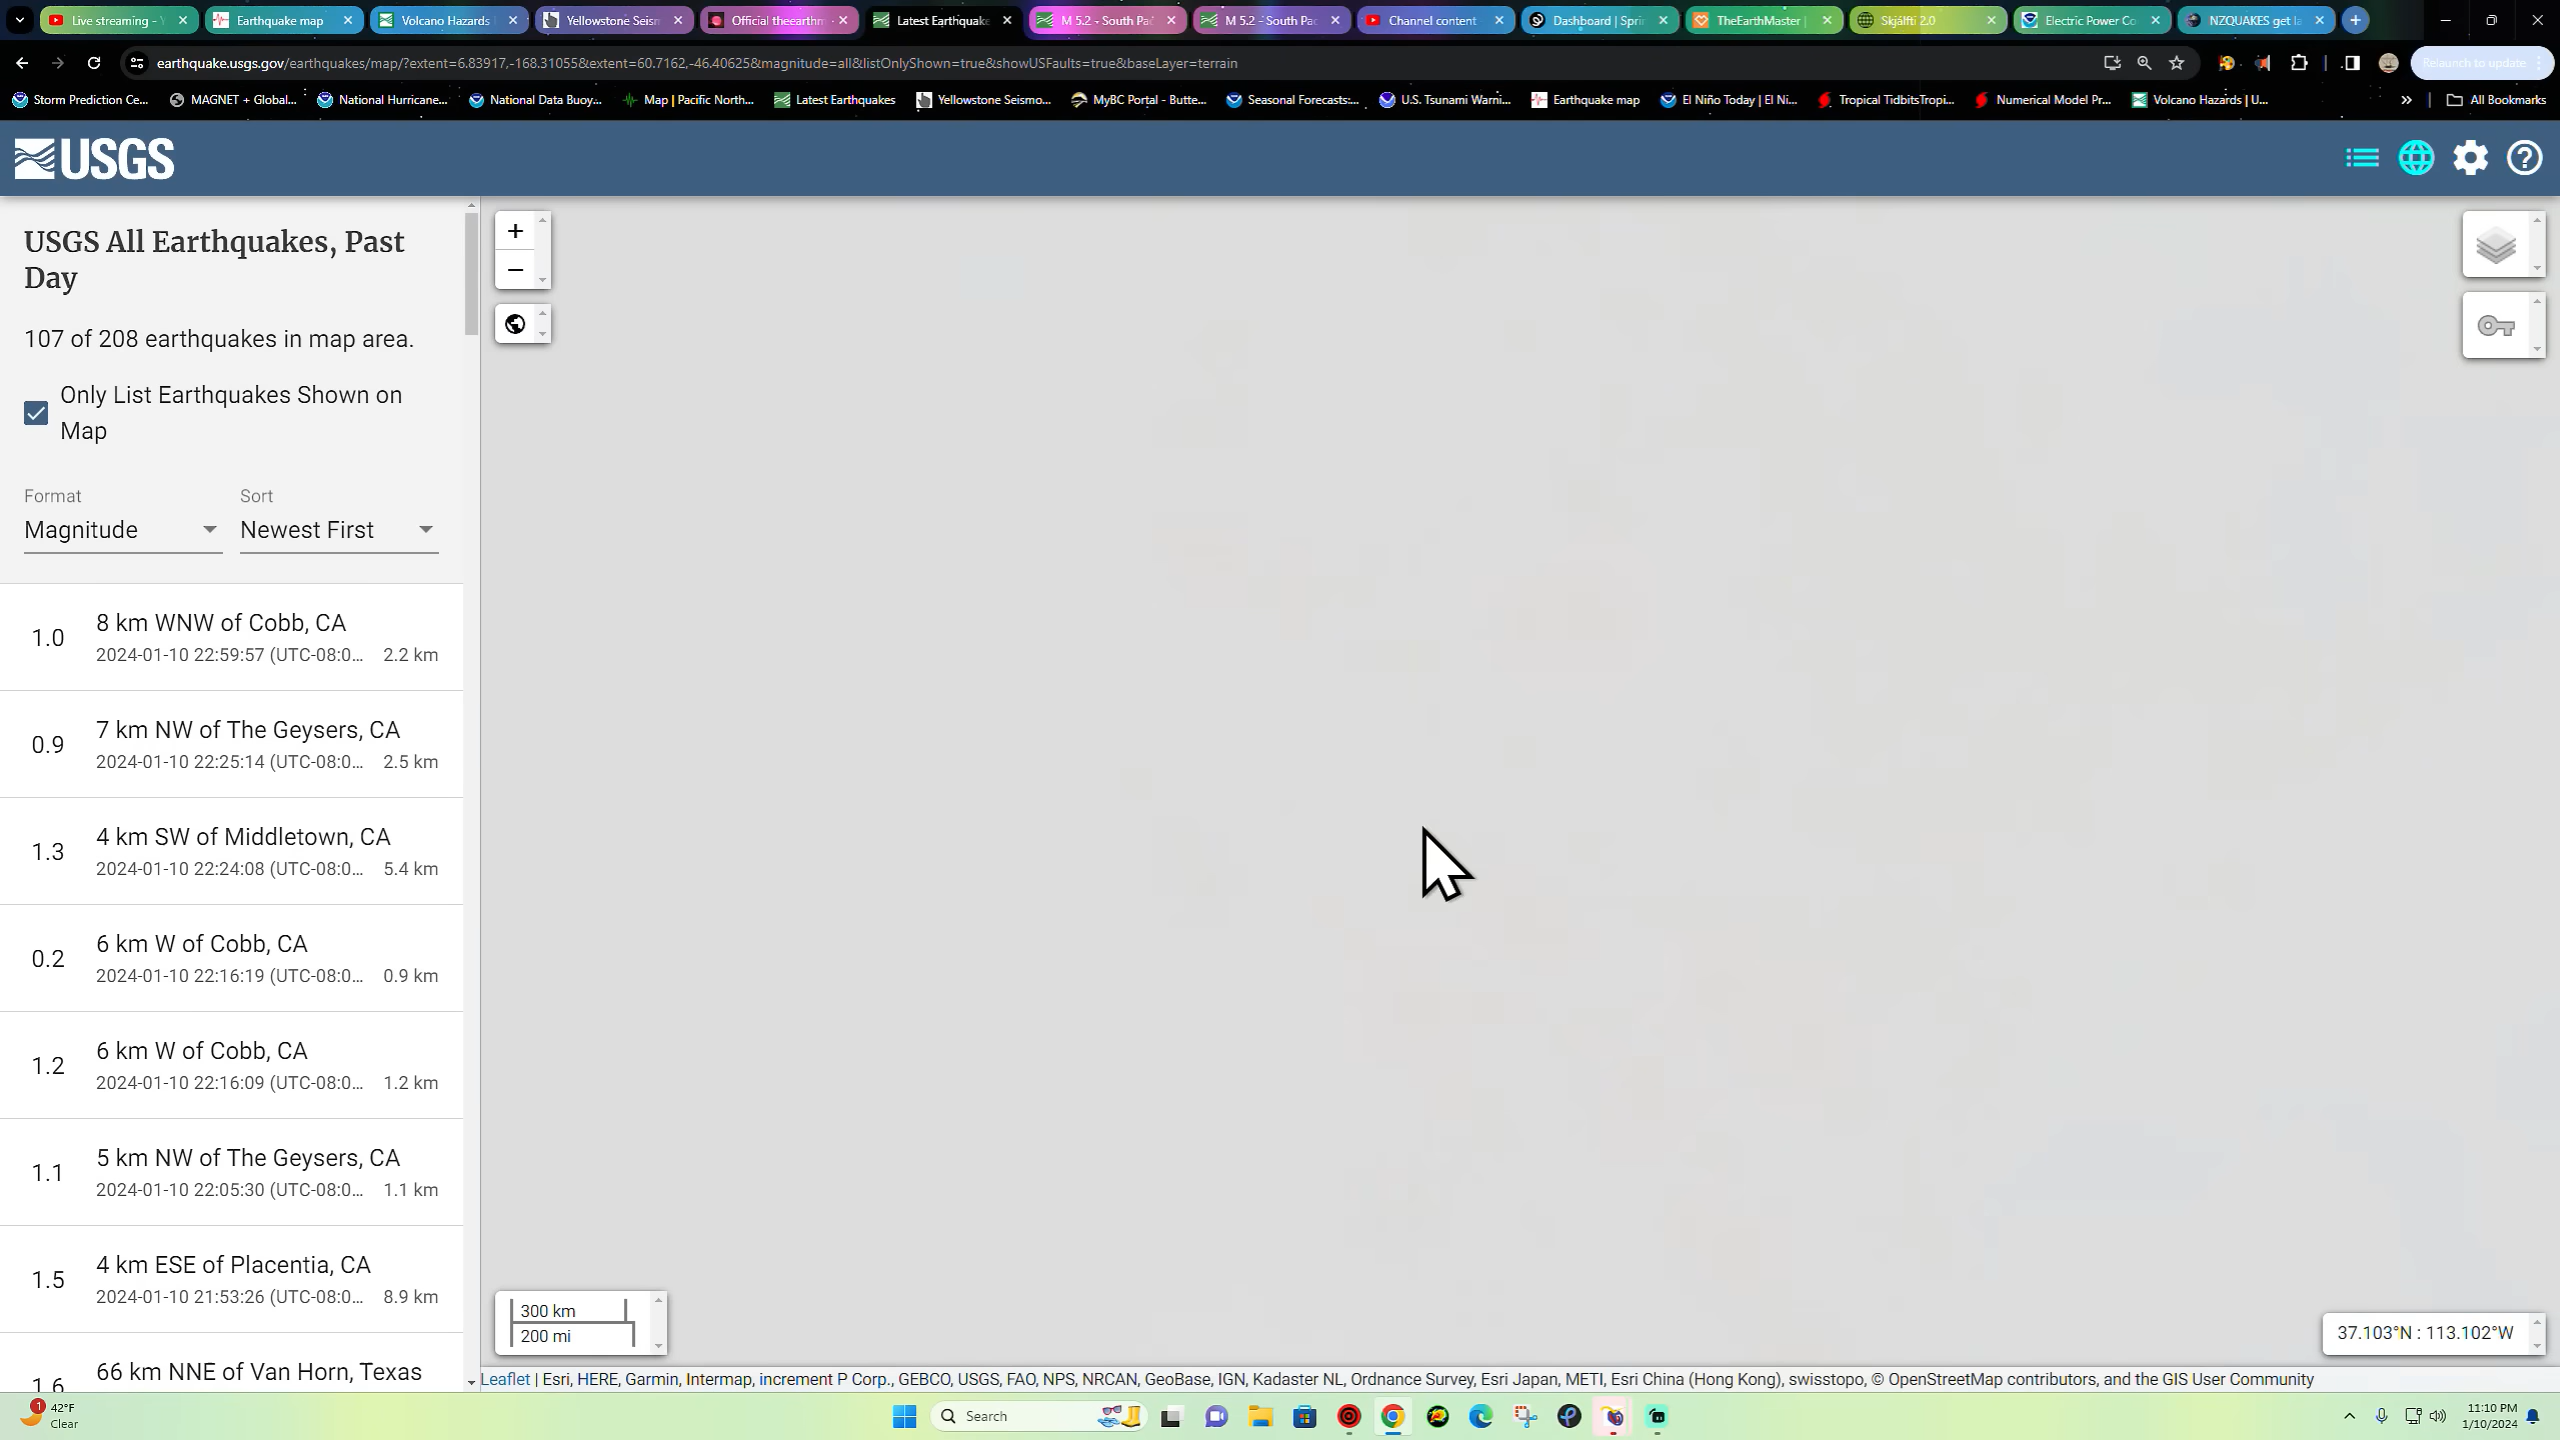 Live streaming - Y
Earthquake map
Volcano Hazards
Yellowstone Seism
Official theearthm
Latest Earthquake
M 5.2 - South Pac
M 5.2 - South Pac
Channel content
Dashboard | Spri
TheEarthMaster |
Skjálfti 2.0
Electric Power Co
NZQUAKES get la
earthquake.usgs.gov/earthquakes/map/?extent=6.83917,-168.31055&extent=60.7162,-46.40625&magnitude=all&listOnlyShown=true&showUSFaults=true&baseLayer=terrain
Relaunch to update
Storm Prediction Ce...
MAGNET + Global...
National Hurricane...
National Data Buoy...
Map | Pacific North...
Latest Earthquakes
Yellowstone Seismo...
MyBC Portal - Butte...
Seasonal Forecasts:...
U.S. Tsunami Warni...
Earthquake map
El Niño Today | El Ni...
Tropical TidbitsTropi...
Numerical Model Pr...
Volcano Hazards | U...
»
All Bookmarks
USGS
USGS All Earthquakes, Past
Day
107 of 208 earthquakes in map area.
Only List Earthquakes Shown on
Map
Format
Sort
Magnitude
Newest First
1.0
8 km WNW of Cobb, CA
2024-01-10 22:59:57 (UTC-08:0... 2.2 km
0.9
7 km NW of The Geysers, CA
2024-01-10 22:25:14 (UTC-08:0... 2.5 km
1.3
4 km SW of Middletown, CA
2024-01-10 22:24:08 (UTC-08:0... 5.4 km
0.2
6 km W of Cobb, CA
2024-01-10 22:16:19 (UTC-08:0... 0.9 km
1.2
6 km W of Cobb, CA
2024-01-10 22:16:09 (UTC-08:0... 1.2 km
1.1
5 km NW of The Geysers, CA
2024-01-10 22:05:30 (UTC-08:0... 1.1 km
1.5
4 km ESE of Placentia, CA
2024-01-10 21:53:26 (UTC-08:0... 8.9 km
1.6
66 km NNE of Van Horn, Texas
+
−
300 km
200 mi
37.103°N : 113.102°W
Leaflet | Esri, HERE, Garmin, Intermap, increment P Corp., GEBCO, USGS, FAO, NPS, NRCAN, GeoBase, IGN, Kadaster NL, Ordnance Survey, Esri Japan, METI, Esri China (Hong Kong), swisstopo, © OpenStreetMap contributors, and the GIS User Community
1
42°F
Clear
Search
11:10 PM
1/10/2024